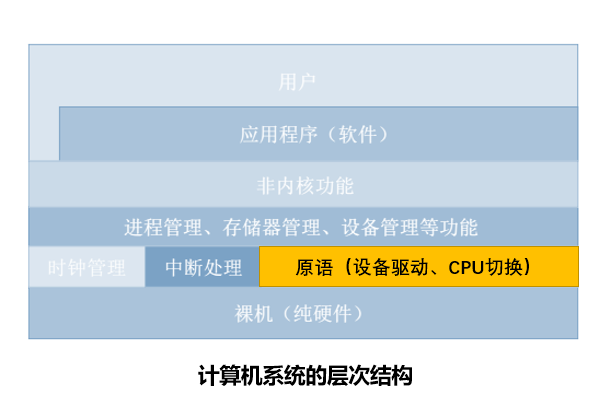 用户
应用程序（软件）
非内核功能
进程管理、存储器管理、设备管理等功能
时钟管理 中断处理 原语（设备驱动、CPU切换）
裸机（纯硬件）
计算机系统的层次结构